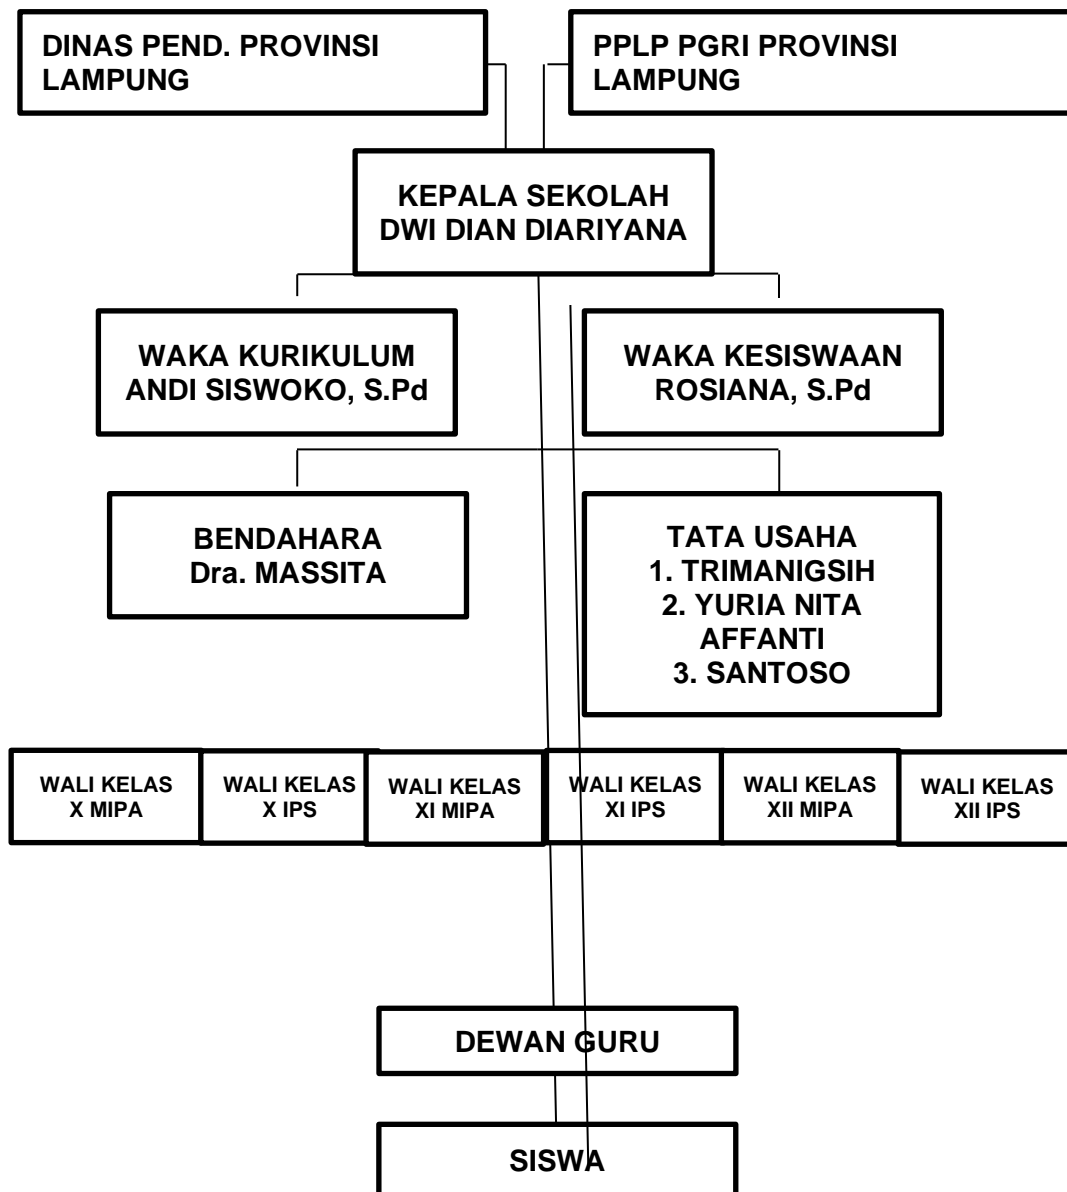 DINAS PEND. PROVINSI
LAMPUNG
PPLP PGRI PROVINSI
LAMPUNG
KEPALA SEKOLAH
DWI DIAN DIARIYANA
WAKA KURIKULUM
ANDI SISWOKO, S.Pd
WAKA KESISWAAN
ROSIANA, S.Pd
BENDAHARA
Dra. MASSITA
TATA USAHA
1. TRIMANIGSIH
2. YURIA NITA
AFFANTI
3. SANTOSO
WALI KELAS
X MIPA
WALI KELAS
X IPS
WALI KELAS
XI MIPA
WALI KELAS
XI IPS
WALI KELAS
XII MIPA
WALI KELAS
XII IPS
DEWAN GURU
SISWA